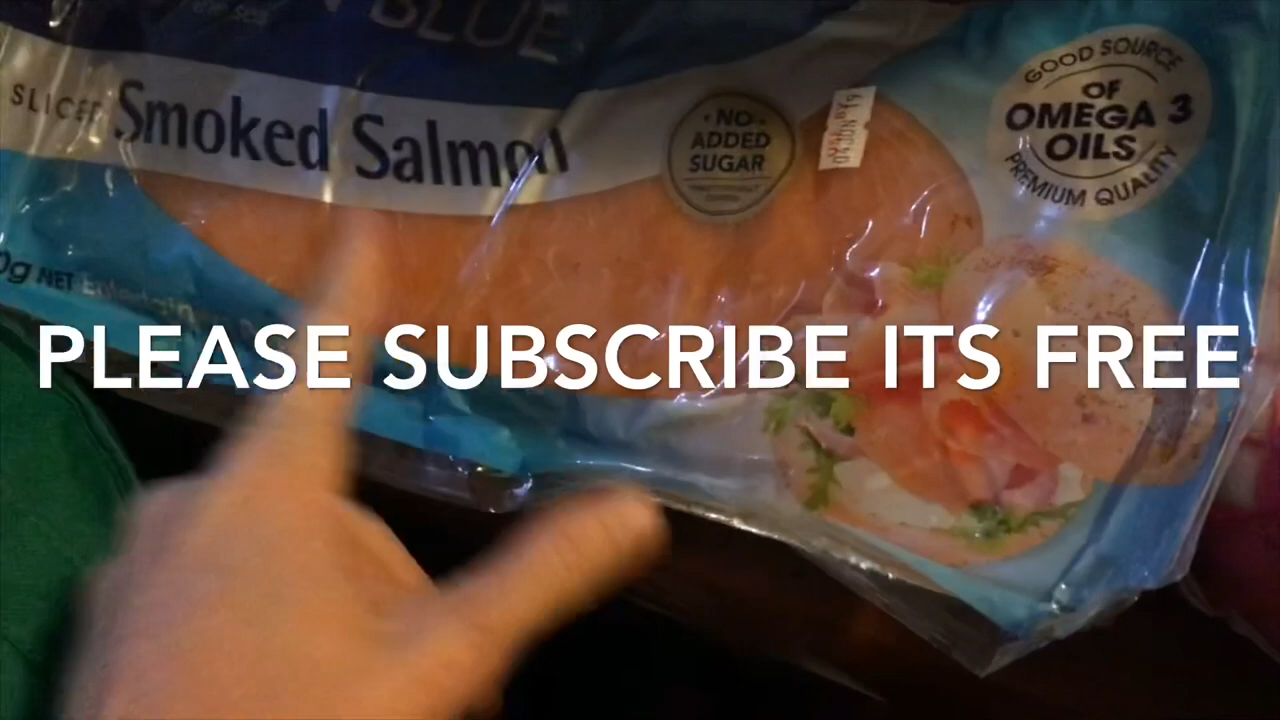 BLUE
SLICED Smoked Salmon
• NO •
ADDED
SUGAR
GOOD SOURCE
OF
OMEGA 3
OILS
PREMIUM QUALITY
0g NET
PLEASE SUBSCRIBE ITS FREE